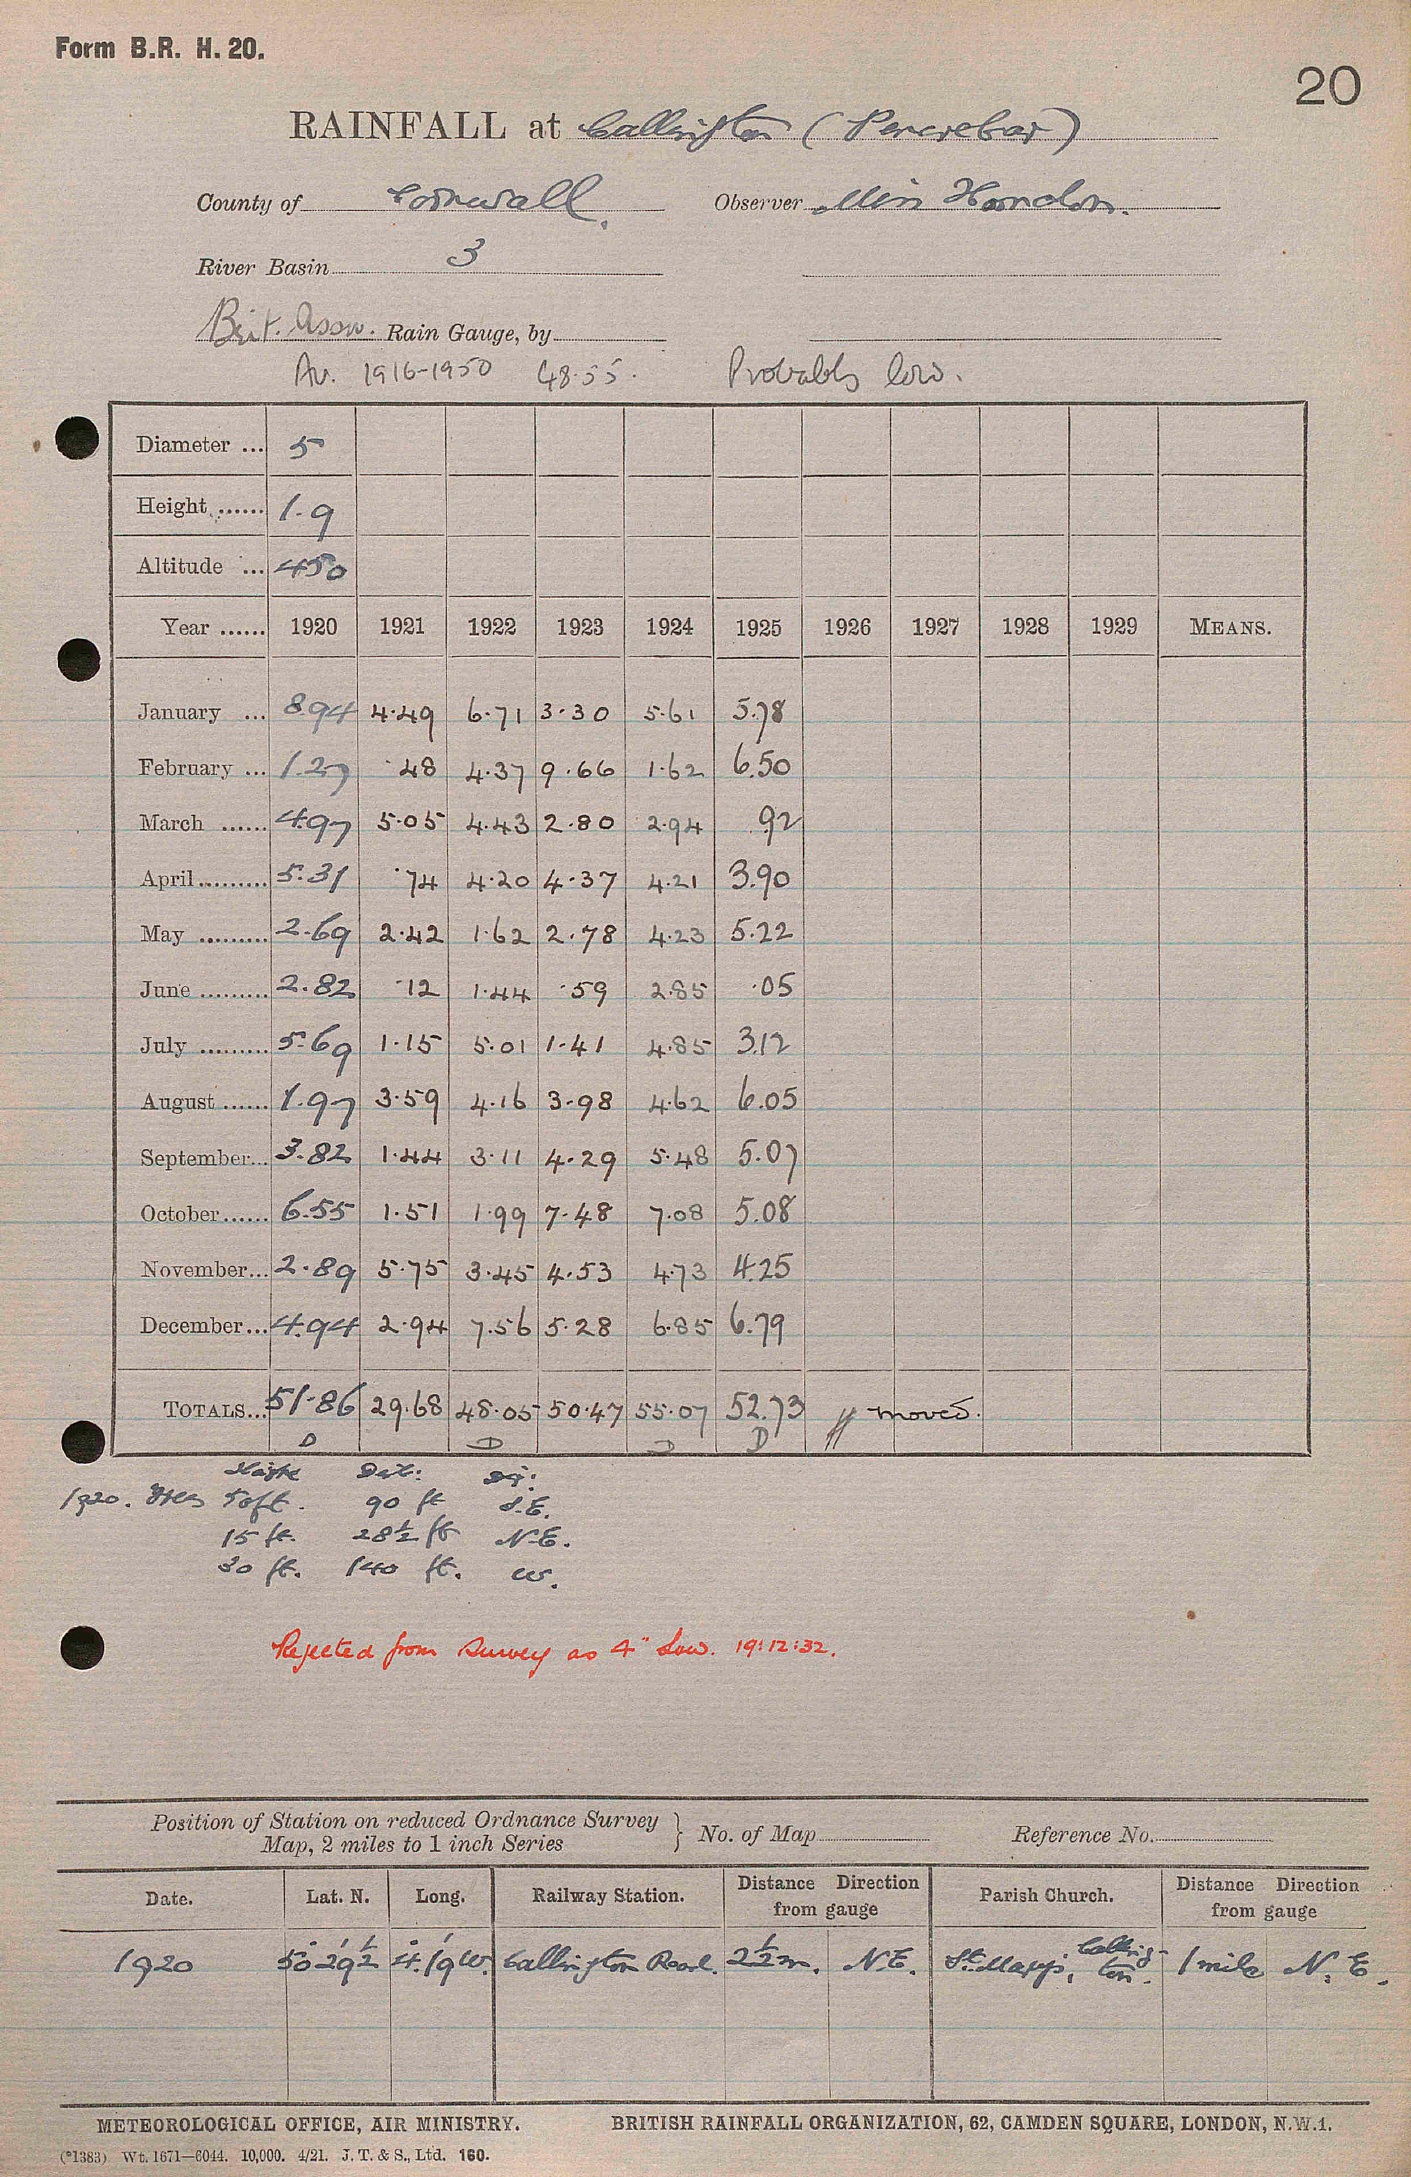 Form B.R. H. 20.
20
RAINFALL at Callington (Pencrebar)
County of Cornwall. Observer Miss Horndon.
River Basin 3
Brit. Assn. Rain Gauge, by
Av. 1916-1950 48.55. Probably low.
Diameter ... 5
Height ...... 1.9
Altitude ... 450
Year ...... 1920 1921 1922 1923 1924 1925 1926 1927 1928 1929 MEANS.
January ... 8.94 4.49 6.71 3.30 5.61 5.78
February ... 1.27 .48 4.37 9.66 1.62 6.50
March ...... 4.97 5.05 4.43 2.80 2.94 .92
April ......... 5.31 .74 4.20 4.37 4.21 3.90
May ......... 2.69 2.42 1.62 2.78 4.23 5.22
June ......... 2.82 .12 1.44 .59 2.85 .05
July ......... 5.69 1.15 5.01 1.41 4.85 3.12
August ...... 1.97 3.59 4.16 3.98 4.62 6.05
September... 3.82 1.44 3.11 4.29 5.48 5.07
October ...... 6.55 1.51 1.99 7.48 7.08 5.08
November... 2.89 5.75 3.45 4.53 4.73 4.25
December... 4.94 2.94 7.56 5.28 6.85 6.79
TOTALS... 51.86 29.68 48.05 50.47 55.07 52.73 moved.
D D D D
Height Dist: Dir:
1920. Trees 50ft. 90 ft S.E.
15 ft. 28½ ft N.E.
30 ft. 140 ft. W.
Rejected from Survey as 4" low. 19:12:32.
Position of Station on reduced Ordnance Survey
Map, 2 miles to 1 inch Series } No. of Map Reference No.
Date. Lat. N. Long. Railway Station. Distance Direction from gauge Parish Church. Distance Direction from gauge
1920 50° 29½' 4° 19' W. Callington Road. 2½ m. N.E. St. Mary's, Callington. 1 mile N.E.
METEOROLOGICAL OFFICE, AIR MINISTRY. BRITISH RAINFALL ORGANIZATION, 62, CAMDEN SQUARE, LONDON, N.W.1.
(*1383) Wt. 1671—6044. 10,000. 4/21. J. T. & S., Ltd. 160.